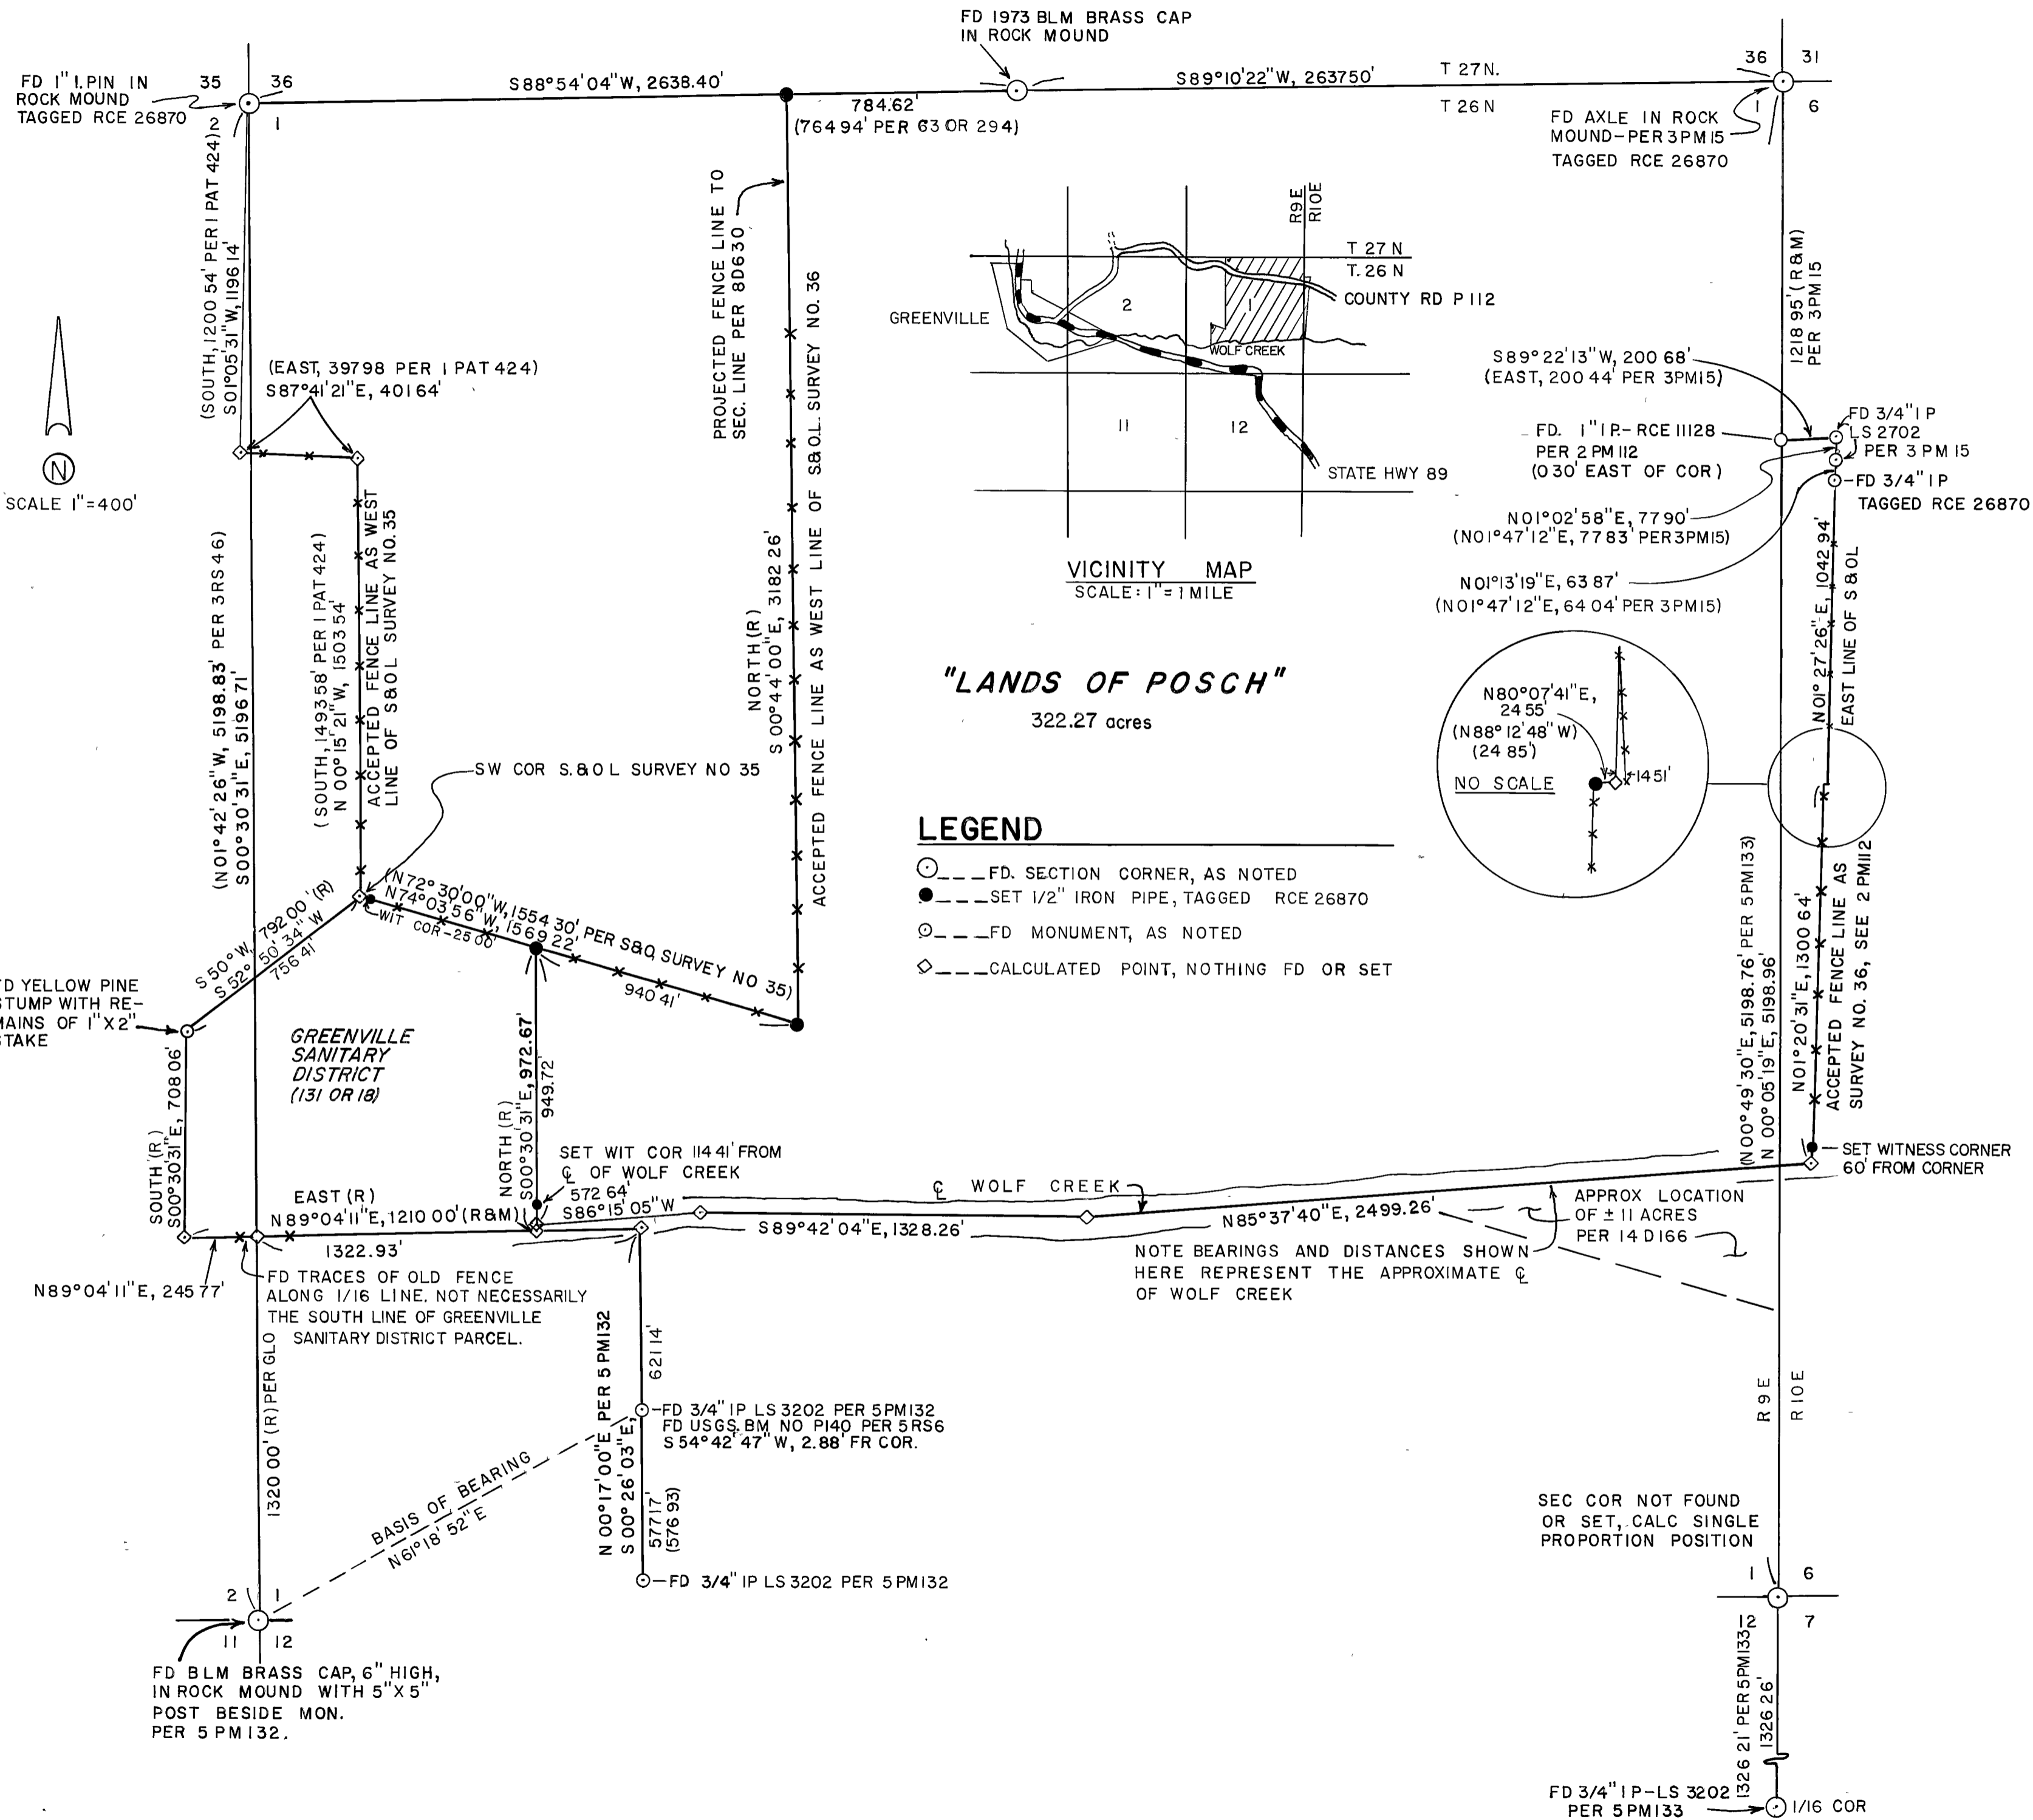 FD 1973 BLM BRASS CAP
IN ROCK MOUND
FD 1" I.PIN IN
ROCK MOUND
TAGGED RCE 26870
35 36
2 1
S88°54'04"W, 2638.40'
784.62'
(764 94' PER 63 OR 294)
S89°10'22"W, 263750'
T 27N.
T 26 N
36 31
1 6
FD AXLE IN ROCK
MOUND-PER 3PM15
TAGGED RCE 26870
(SOUTH, 1200 54' PER 1 PAT 424)
S01°05'31"W, 1196 14'
PROJECTED FENCE LINE TO
SEC. LINE PER 8D630
R9E
R10E
T 27 N
T. 26 N
COUNTY RD P 112
GREENVILLE
2
1
WOLF CREEK
11
12
STATE HWY 89
VICINITY MAP
SCALE: 1" = 1 MILE
1218 95' (R&M)
PER 3PM15
S89°22'13"W, 200 68'
(EAST, 200 44' PER 3PM15)
FD 3/4" I P
LS 2702
PER 3 PM 15
FD. 1" I P.- RCE 11128
PER 2 PM 112
(0 30' EAST OF COR)
FD 3/4" I P
TAGGED RCE 26870
N01°02'58"E, 77 90'
(N01°47'12"E, 77 83' PER 3PM15)
N01°13'19"E, 63 87'
(N01°47'12"E, 64 04' PER 3PM15)
(EAST, 397 98 PER 1 PAT 424)
S87°41'21"E, 401 64'
N
SCALE 1"=400'
(N01°42'26"W, 5198.83' PER 3RS 46)
S00°30'31"E, 5196 71'
(SOUTH, 1493 58' PER 1 PAT 424)
N 00°15'21"W, 1503 54'
ACCEPTED FENCE LINE AS WEST
LINE OF S&OL SURVEY NO. 35
NORTH (R)
S 00°44'00"E, 3182 26'
ACCEPTED FENCE LINE AS WEST LINE OF S&O.L. SURVEY NO. 36
"LANDS OF POSCH"
322.27 acres
N01°27'26"E, 1042 94'
EAST LINE OF S&OL
N80°07'41"E,
24 55'
(N88°12'48"W)
(24 85')
1451'
NO SCALE
SW COR S.&O L SURVEY NO 35
LEGEND
FD. SECTION CORNER, AS NOTED
SET 1/2" IRON PIPE, TAGGED RCE 26870
FD MONUMENT, AS NOTED
CALCULATED POINT, NOTHING FD OR SET
(N72°30'00"W, 1554 30' PER S&O, SURVEY NO 35)
N74°03'56"W, 1569 22'
WIT COR-25 00'
940 41'
S 50°W, 792 00' (R)
S 52°50'34" W
756 41'
D YELLOW PINE
STUMP WITH RE-
MAINS OF 1"X 2"
STAKE
GREENVILLE
SANITARY
DISTRICT
(131 OR 18)
SOUTH (R)
S00°30'31"E, 708 06'
NORTH (R)
S00°30'31"E, 972.67'
949.72'
SET WIT COR 114 41' FROM
℄ OF WOLF CREEK
572 64'
S86°15'05"W
℄ WOLF CREEK
EAST (R)
N89°04'11"E, 1210 00' (R&M)
1322.93'
S89°42'04"E, 1328.26'
N85°37'40"E, 2499.26'
(N00°49'30"E, 5198.76' PER 5PM133)
N 00°05'19"E, 5198.96'
N01°20'31"E, 1300 64'
ACCEPTED FENCE LINE AS
SURVEY NO. 36, SEE 2 PM112
SET WITNESS CORNER
60' FROM CORNER
APPROX LOCATION
OF ± 11 ACRES
PER 14 D166
NOTE BEARINGS AND DISTANCES SHOWN
HERE REPRESENT THE APPROXIMATE ℄
OF WOLF CREEK
N89°04'11"E, 245 77'
FD TRACES OF OLD FENCE
ALONG 1/16 LINE. NOT NECESSARILY
THE SOUTH LINE OF GREENVILLE
SANITARY DISTRICT PARCEL.
1320 00' (R) PER GLO
N 00°17'00"E PER 5 PM132
S 00°26'03"E,
621 14'
577 17'
(576 93)
FD 3/4" IP LS 3202 PER 5PM132
FD USGS. BM NO P140 PER 5RS6
S 54°42'47"W, 2.88' FR COR.
BASIS OF BEARING
N 61°18'52"E
FD 3/4" IP LS 3202 PER 5PM132
R 9 E
R 10E
SEC COR NOT FOUND
OR SET, CALC SINGLE
PROPORTION POSITION
1 6
12 7
2 1
11 12
FD BLM BRASS CAP, 6" HIGH,
IN ROCK MOUND WITH 5"X 5"
POST BESIDE MON.
PER 5 PM 132.
1326 21' PER 5PM133
1326 26'
FD 3/4" I P-LS 3202
PER 5PM133
1/16 COR